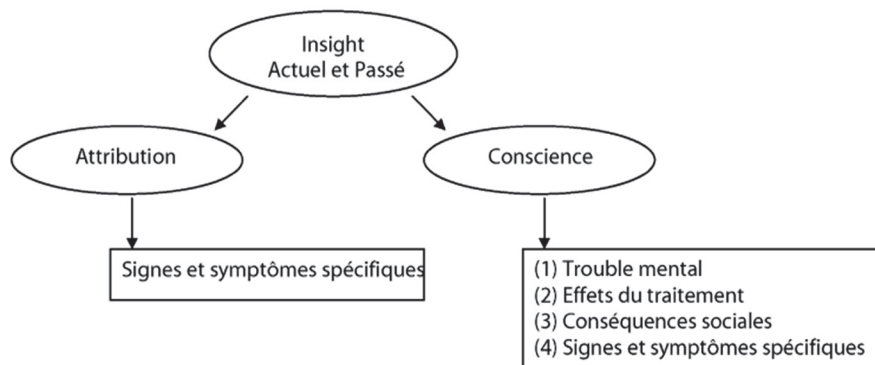 Insight
Actuel et Passé
Attribution
Conscience
Signes et symptômes spécifiques
(1) Trouble mental
(2) Effets du traitement
(3) Conséquences sociales
(4) Signes et symptômes spécifiques